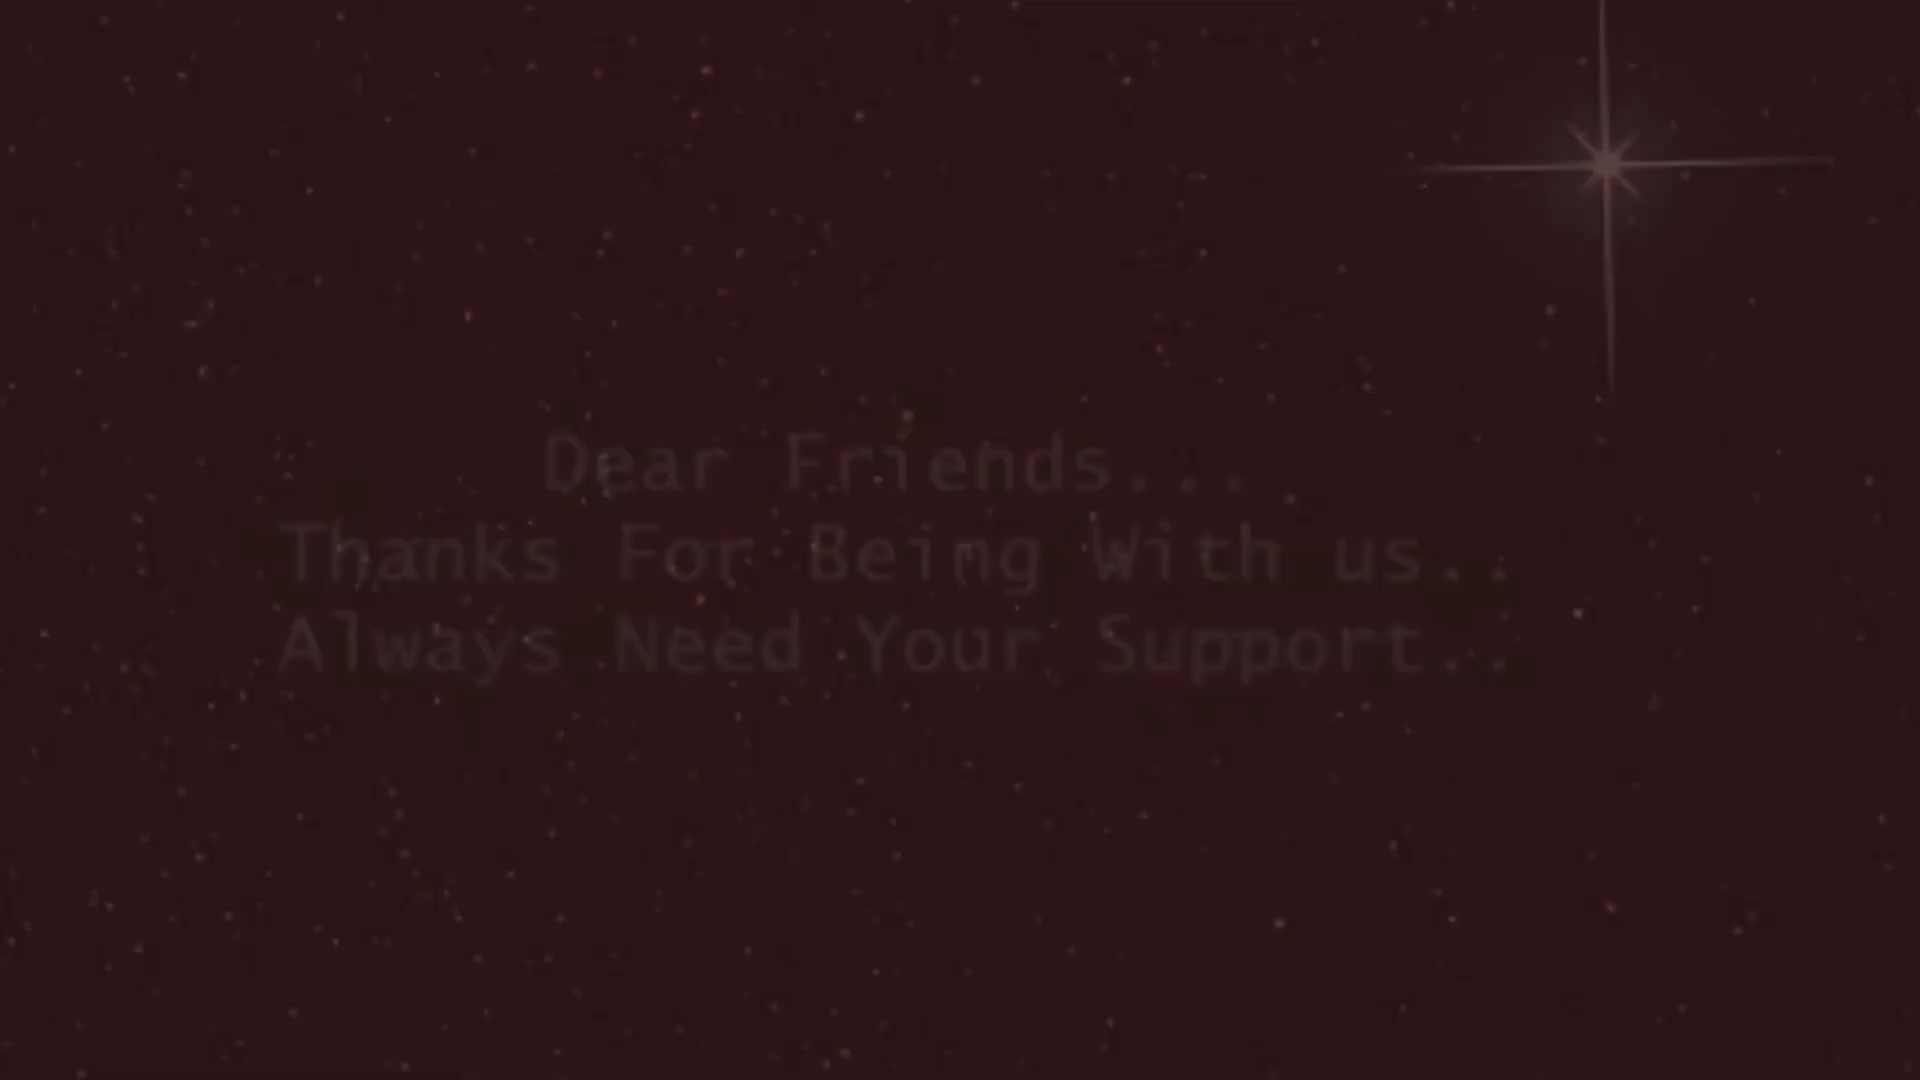 Dear Friends...
Thanks For Being With us..
Always Need Your Support..